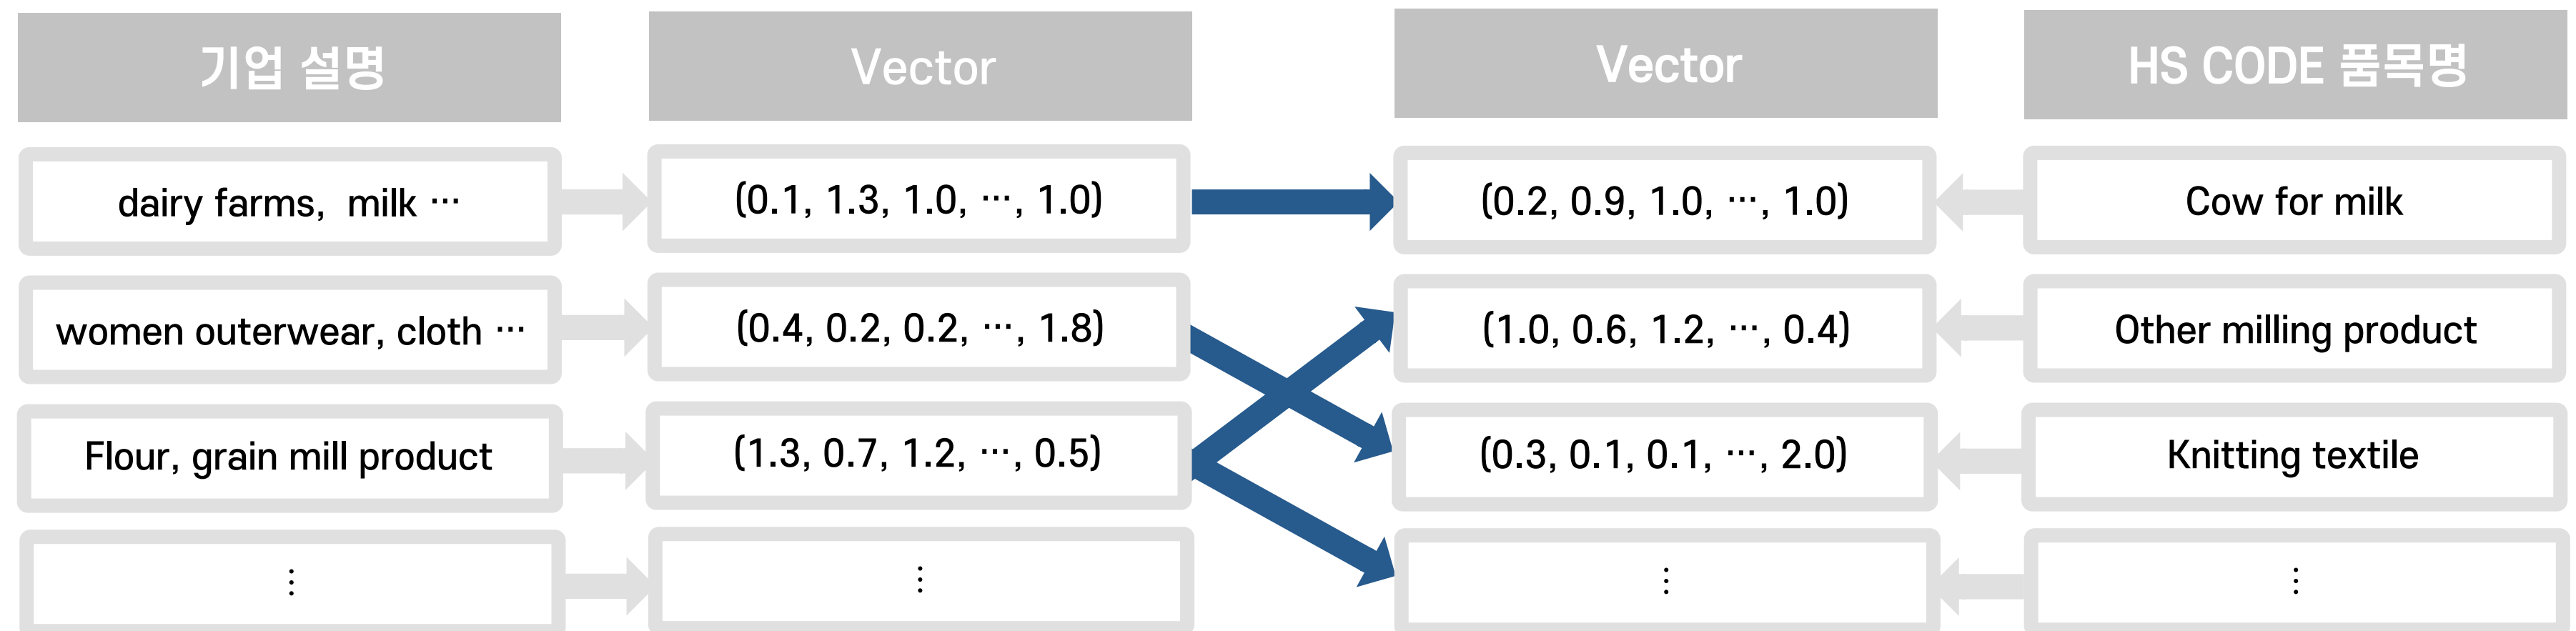 기업 설명
Vector
Vector
HS CODE 품목명
dairy farms, milk ⋯
(0.1, 1.3, 1.0, ⋯, 1.0)
(0.2, 0.9, 1.0, ⋯, 1.0)
Cow for milk
women outerwear, cloth ⋯
(0.4, 0.2, 0.2, ⋯, 1.8)
(1.0, 0.6, 1.2, ⋯, 0.4)
Other milling product
Flour, grain mill product
(1.3, 0.7, 1.2, ⋯, 0.5)
(0.3, 0.1, 0.1, ⋯, 2.0)
Knitting textile
⋮
⋮
⋮
⋮